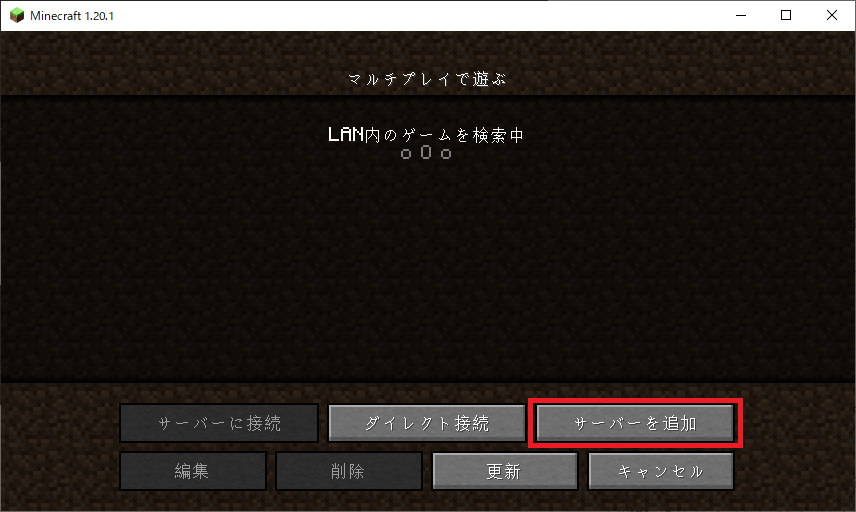 Minecraft 1.20.1
マルチプレイで遊ぶ
LAN内のゲームを検索中
o O o
サーバーに接続 ダイレクト接続 サーバーを追加
編集 削除 更新 キャンセル